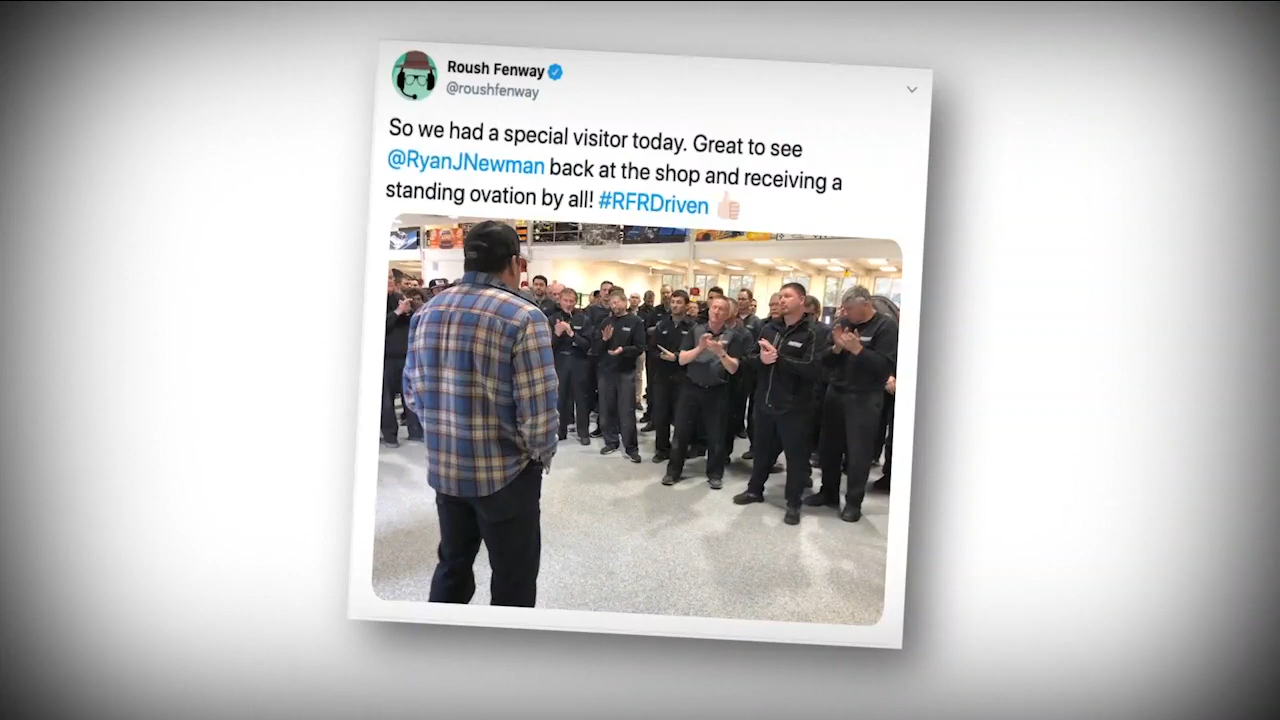 Roush Fenway
@roushfenway
So we had a special visitor today. Great to see
@RyanJNewman back at the shop and receiving a
standing ovation by all! #RFRDriven 👍🏻